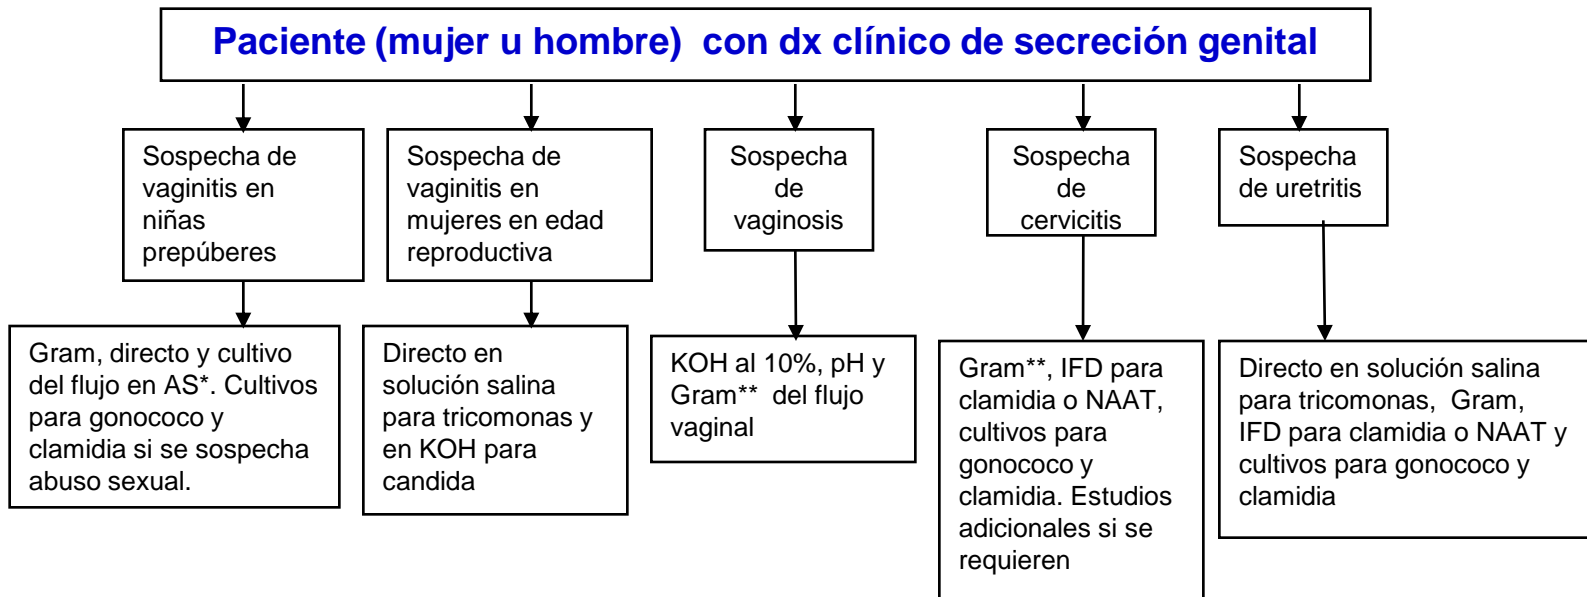 Paciente (mujer u hombre)  con dx clínico de secreción genital
Sospecha de
vaginitis en
niñas
prepúberes
Sospecha de
vaginitis en
mujeres en edad
reproductiva
Sospecha
de
vaginosis
Sospecha
de
cervicitis
Sospecha
de uretritis
Gram, directo y cultivo
del flujo en AS*. Cultivos
para gonococo y
clamidia si se sospecha
abuso sexual.
Directo en
solución salina
para tricomonas y
en KOH para
candida
KOH al 10%, pH y
Gram**  del flujo
vaginal
Gram**, IFD para
clamidia o NAAT,
cultivos para
gonococo y
clamidia. Estudios
adicionales si se
requieren
Directo en solución salina
para tricomonas,  Gram,
IFD para clamidia o NAAT y
cultivos para gonococo y
clamidia